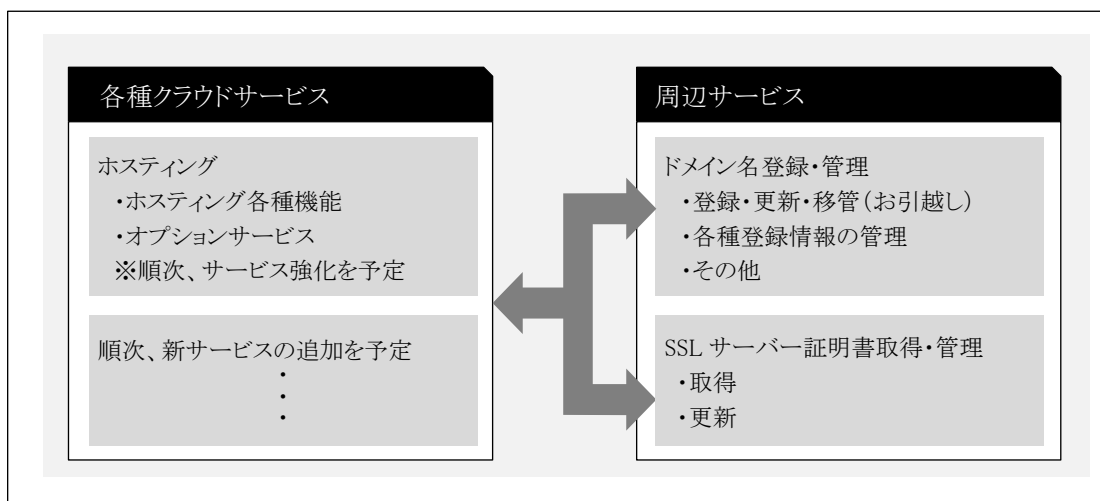 各種クラウドサービス
ホスティング
・ホスティング各種機能
・オプションサービス
※順次、サービス強化を予定
順次、新サービスの追加を予定
・
・
・
周辺サービス
ドメイン名登録・管理
・登録・更新・移管（お引越し）
・各種登録情報の管理
・その他
SSL サーバー証明書取得・管理
・取得
・更新